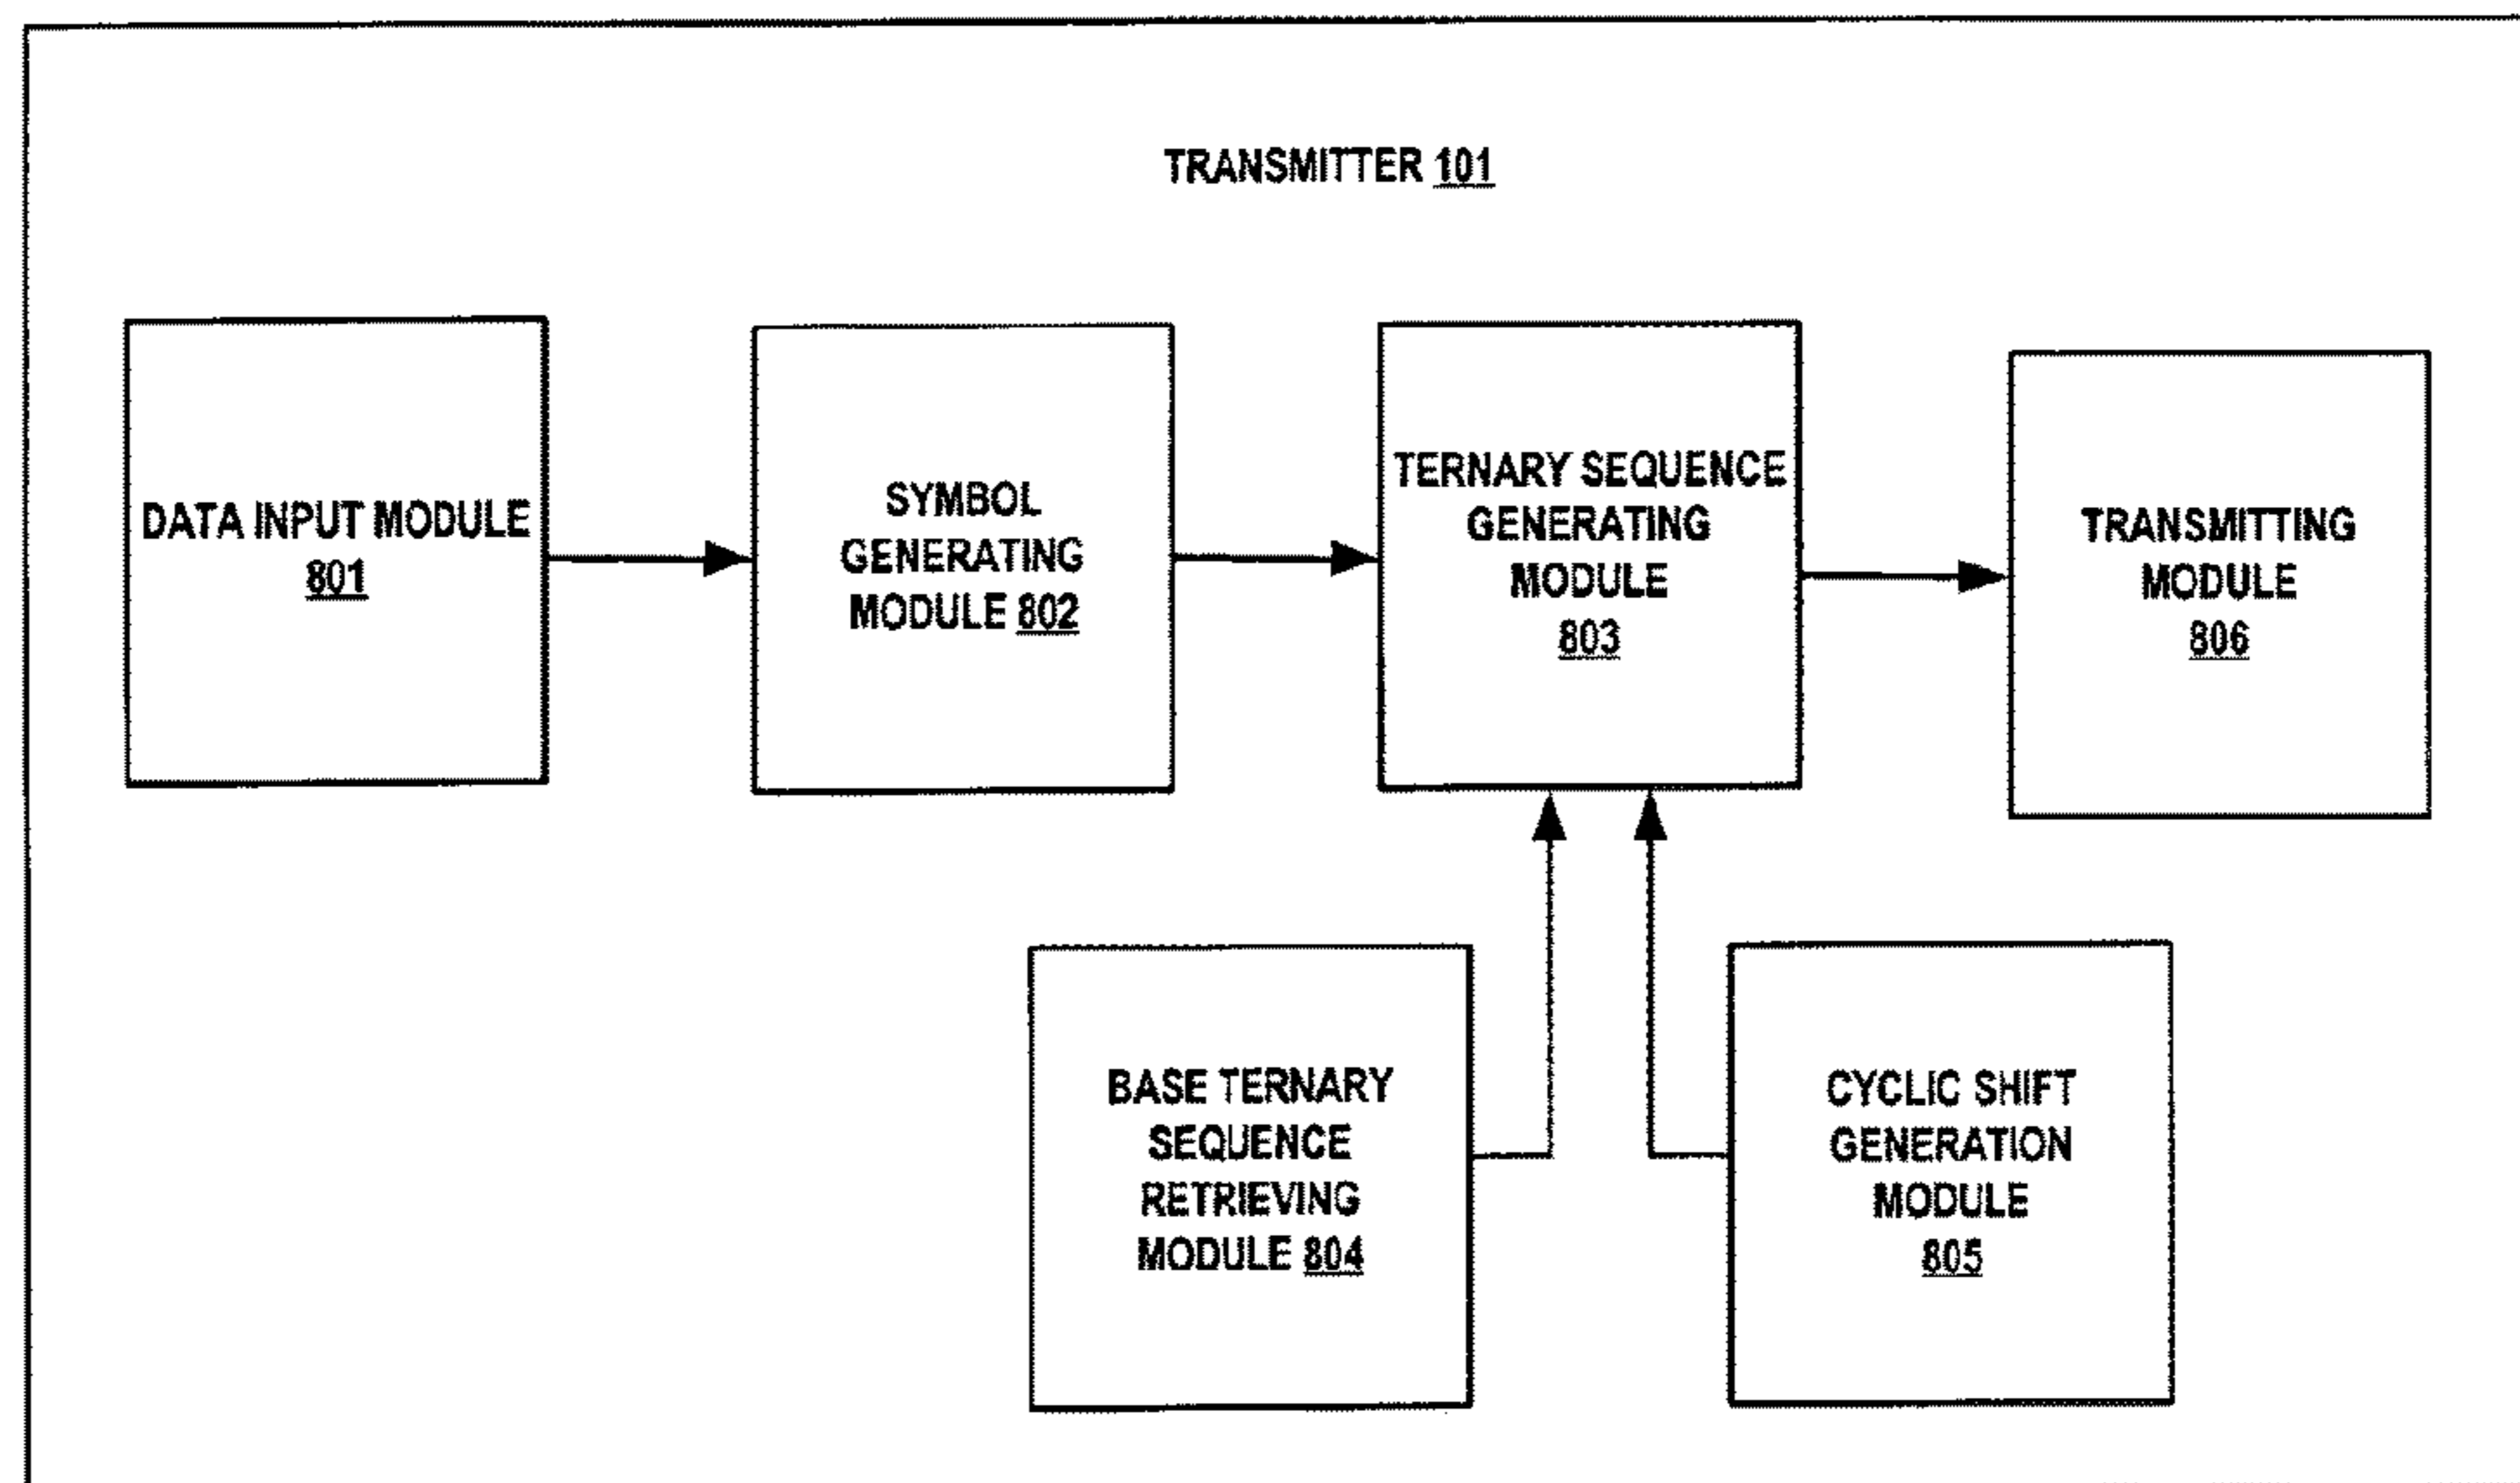 TRANSMITTER 101
DATA INPUT MODULE
801
SYMBOL
GENERATING
MODULE 802
TERNARY SEQUENCE
GENERATING
MODULE
803
TRANSMITTING
MODULE
806
BASE TERNARY
SEQUENCE
RETRIEVING
MODULE 804
CYCLIC SHIFT
GENERATION
MODULE
805